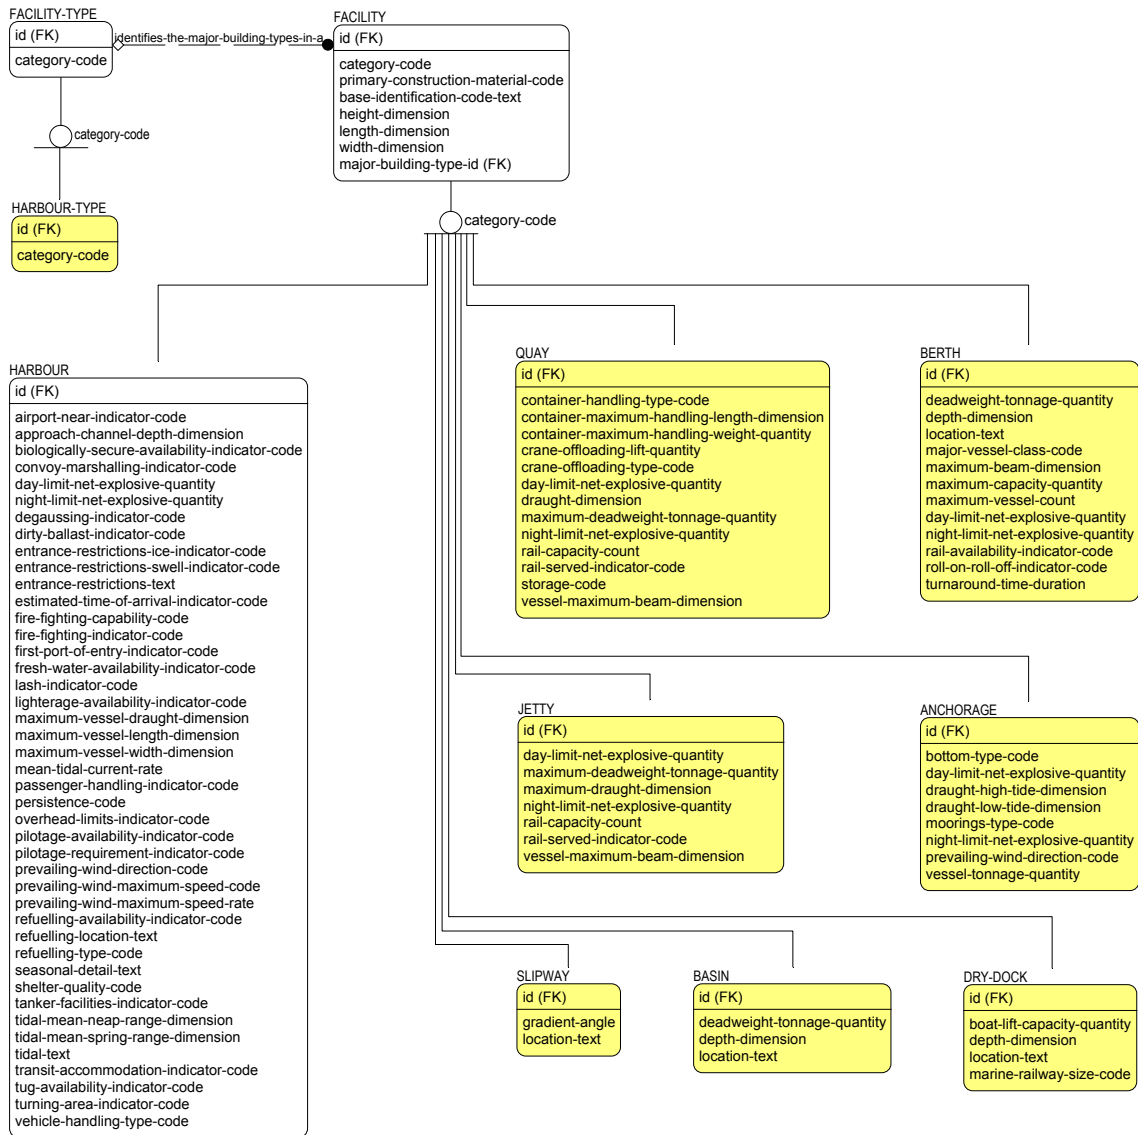 FACILITY-TYPE
id (FK)
category-code
identifies-the-major-building-types-in-a
FACILITY
id (FK)
category-code
primary-construction-material-code
base-identification-code-text
height-dimension
length-dimension
width-dimension
major-building-type-id (FK)
category-code
HARBOUR-TYPE
id (FK)
category-code
category-code
HARBOUR
id (FK)
airport-near-indicator-code
approach-channel-depth-dimension
biologically-secure-availability-indicator-code
convoy-marshalling-indicator-code
day-limit-net-explosive-quantity
night-limit-net-explosive-quantity
degaussing-indicator-code
dirty-ballast-indicator-code
entrance-restrictions-ice-indicator-code
entrance-restrictions-swell-indicator-code
entrance-restrictions-text
estimated-time-of-arrival-indicator-code
fire-fighting-capability-code
fire-fighting-indicator-code
first-port-of-entry-indicator-code
fresh-water-availability-indicator-code
lash-indicator-code
lighterage-availability-indicator-code
maximum-vessel-draught-dimension
maximum-vessel-length-dimension
maximum-vessel-width-dimension
mean-tidal-current-rate
passenger-handling-indicator-code
persistence-code
overhead-limits-indicator-code
pilotage-availability-indicator-code
pilotage-requirement-indicator-code
prevailing-wind-direction-code
prevailing-wind-maximum-speed-code
prevailing-wind-maximum-speed-rate
refuelling-availability-indicator-code
refuelling-location-text
refuelling-type-code
seasonal-detail-text
shelter-quality-code
tanker-facilities-indicator-code
tidal-mean-neap-range-dimension
tidal-mean-spring-range-dimension
tidal-text
transit-accommodation-indicator-code
tug-availability-indicator-code
turning-area-indicator-code
vehicle-handling-type-code
QUAY
id (FK)
container-handling-type-code
container-maximum-handling-length-dimension
container-maximum-handling-weight-quantity
crane-offloading-lift-quantity
crane-offloading-type-code
day-limit-net-explosive-quantity
draught-dimension
maximum-deadweight-tonnage-quantity
night-limit-net-explosive-quantity
rail-capacity-count
rail-served-indicator-code
storage-code
vessel-maximum-beam-dimension
BERTH
id (FK)
deadweight-tonnage-quantity
depth-dimension
location-text
major-vessel-class-code
maximum-beam-dimension
maximum-capacity-quantity
maximum-vessel-count
day-limit-net-explosive-quantity
night-limit-net-explosive-quantity
rail-availability-indicator-code
roll-on-roll-off-indicator-code
turnaround-time-duration
JETTY
id (FK)
day-limit-net-explosive-quantity
maximum-deadweight-tonnage-quantity
maximum-draught-dimension
night-limit-net-explosive-quantity
rail-capacity-count
rail-served-indicator-code
vessel-maximum-beam-dimension
ANCHORAGE
id (FK)
bottom-type-code
day-limit-net-explosive-quantity
draught-high-tide-dimension
draught-low-tide-dimension
moorings-type-code
night-limit-net-explosive-quantity
prevailing-wind-direction-code
vessel-tonnage-quantity
SLIPWAY
id (FK)
gradient-angle
location-text
BASIN
id (FK)
deadweight-tonnage-quantity
depth-dimension
location-text
DRY-DOCK
id (FK)
boat-lift-capacity-quantity
depth-dimension
location-text
marine-railway-size-code